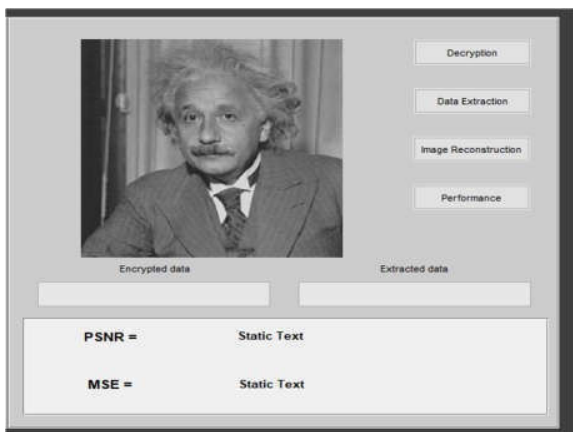 Decryption
Data Extraction
Image Reconstruction
Performance
Encrypted data
Extracted data
PSNR =
Static Text
MSE =
Static Text